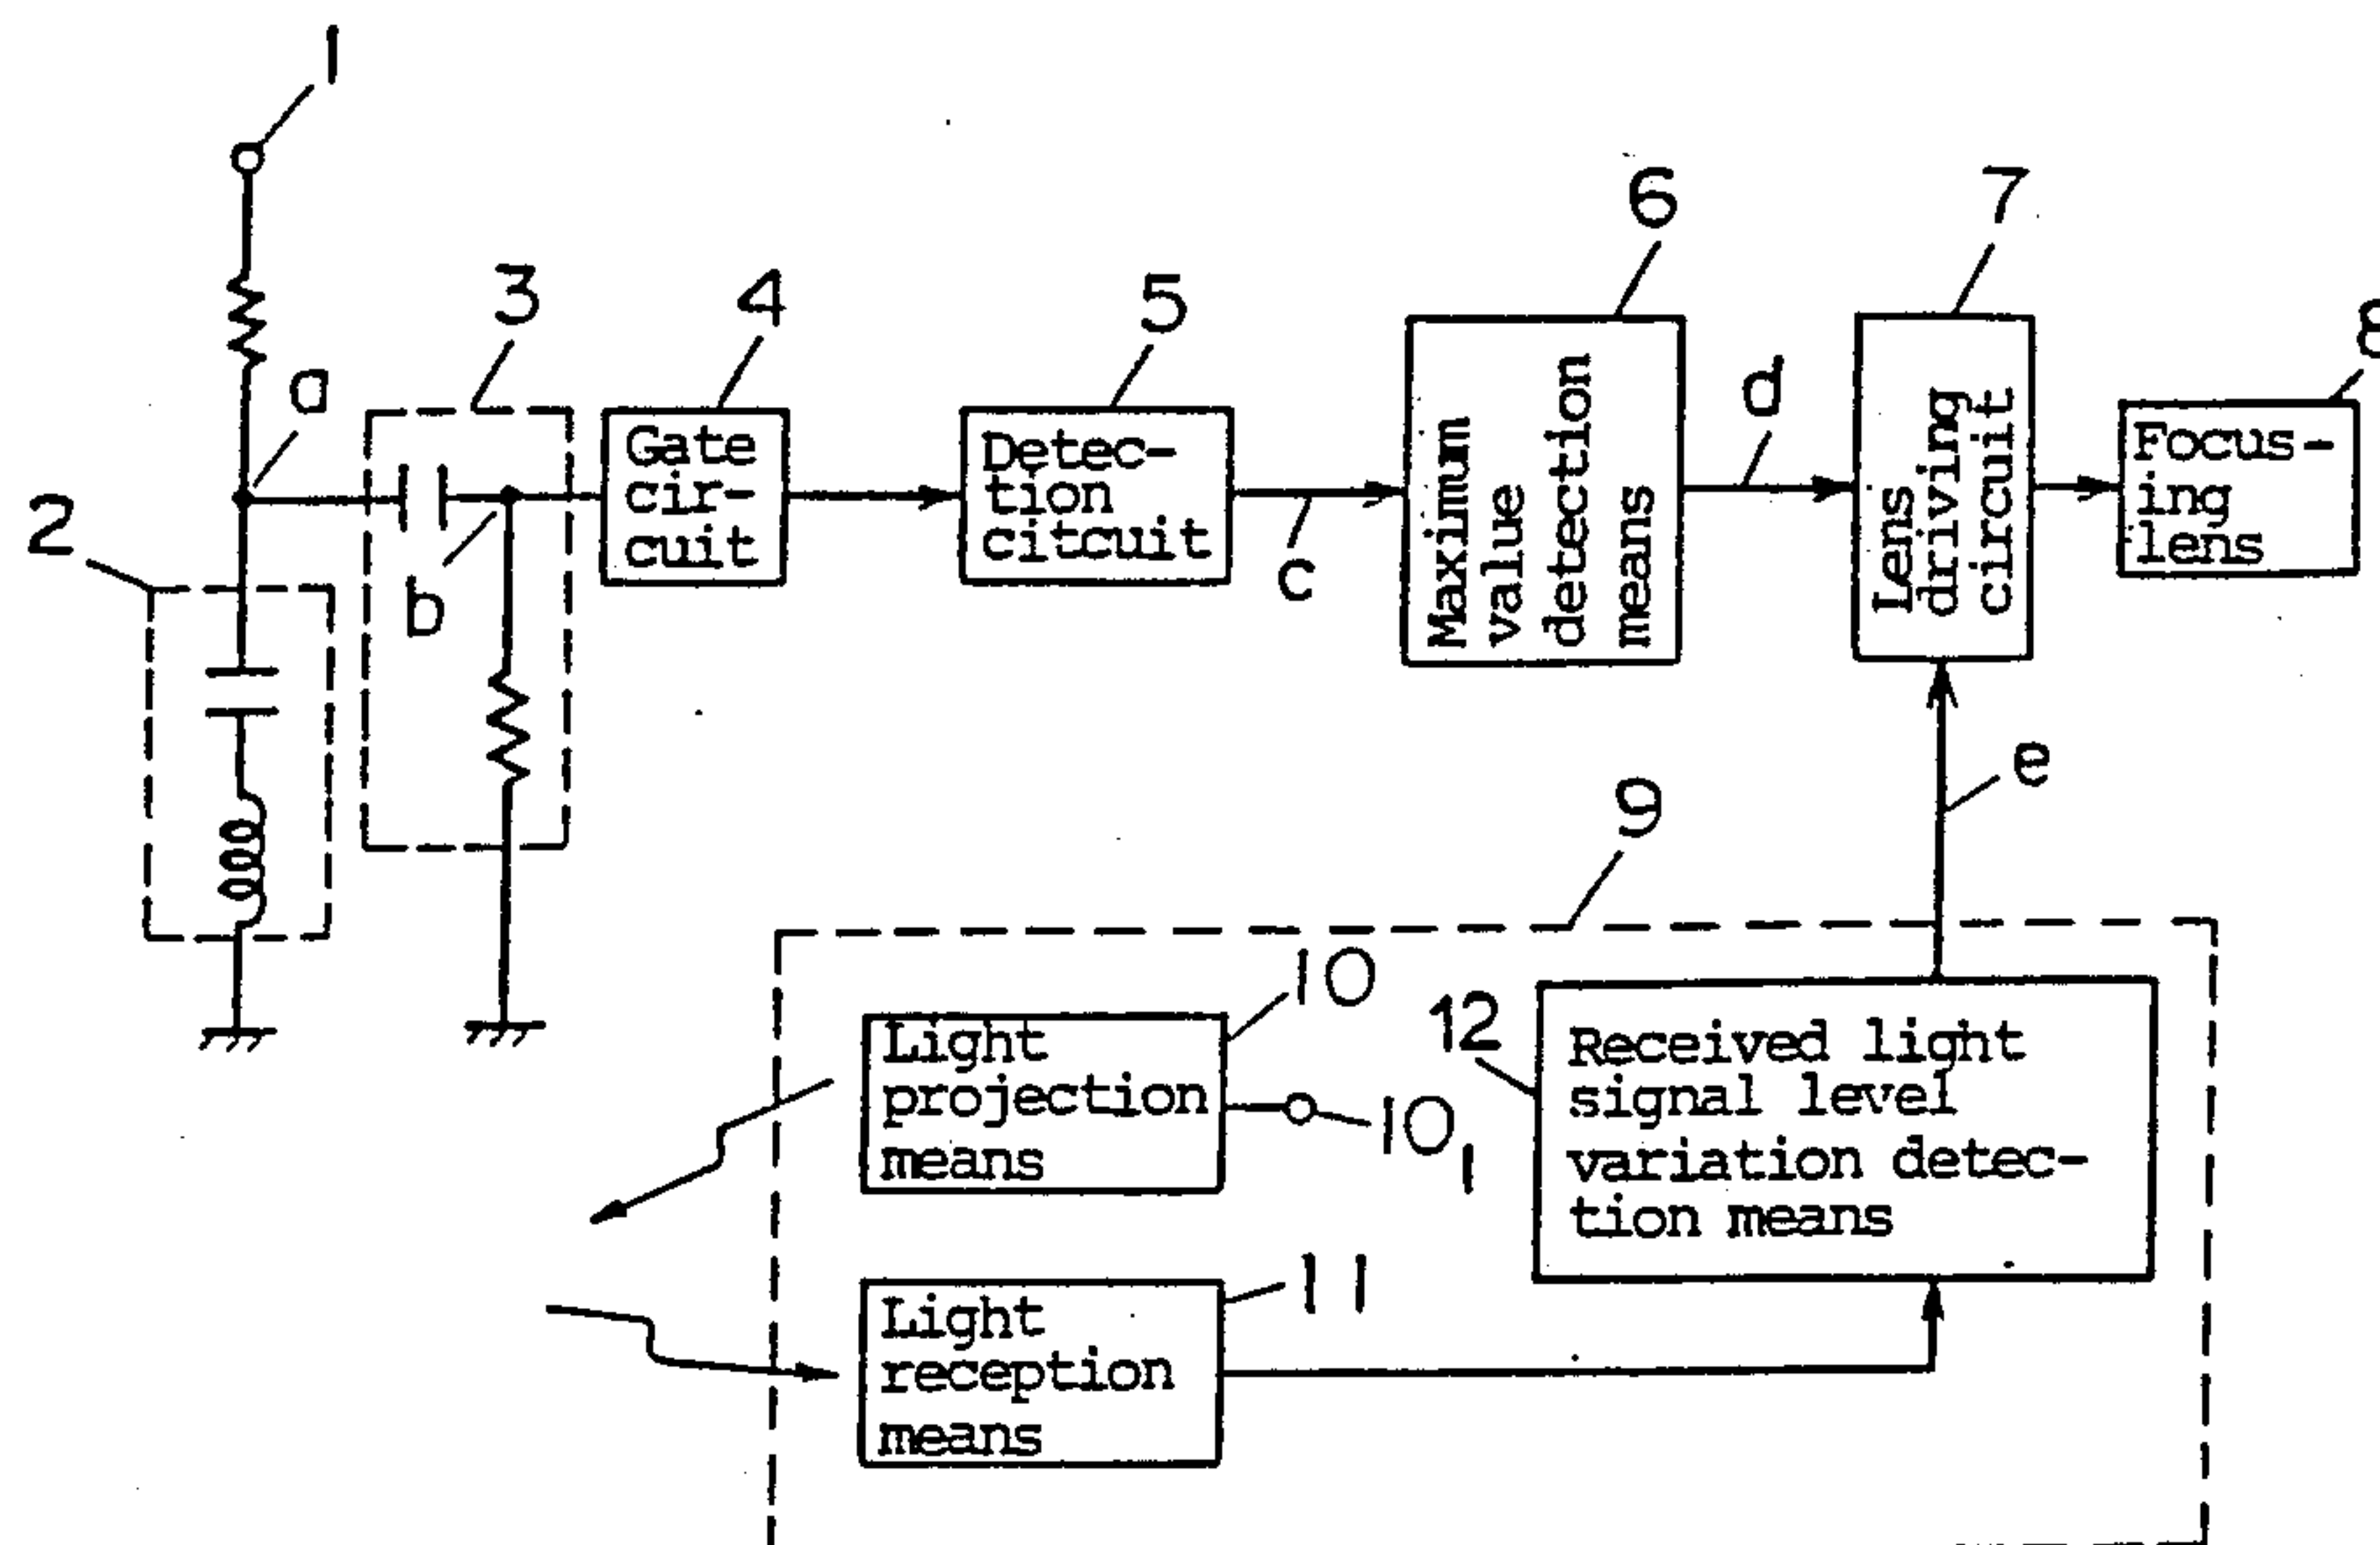 1
2
a
3
b
4
Gate
cir-
cuit
5
Detec-
tion
citcuit
c
6
Maximum
value
detection
means
d
7
Lens
driving
circuit
8
Focus-
ing
lens
e
9
10
Light
projection
means
10₁
11
Light
reception
means
12
Received light
signal level
variation detec-
tion means